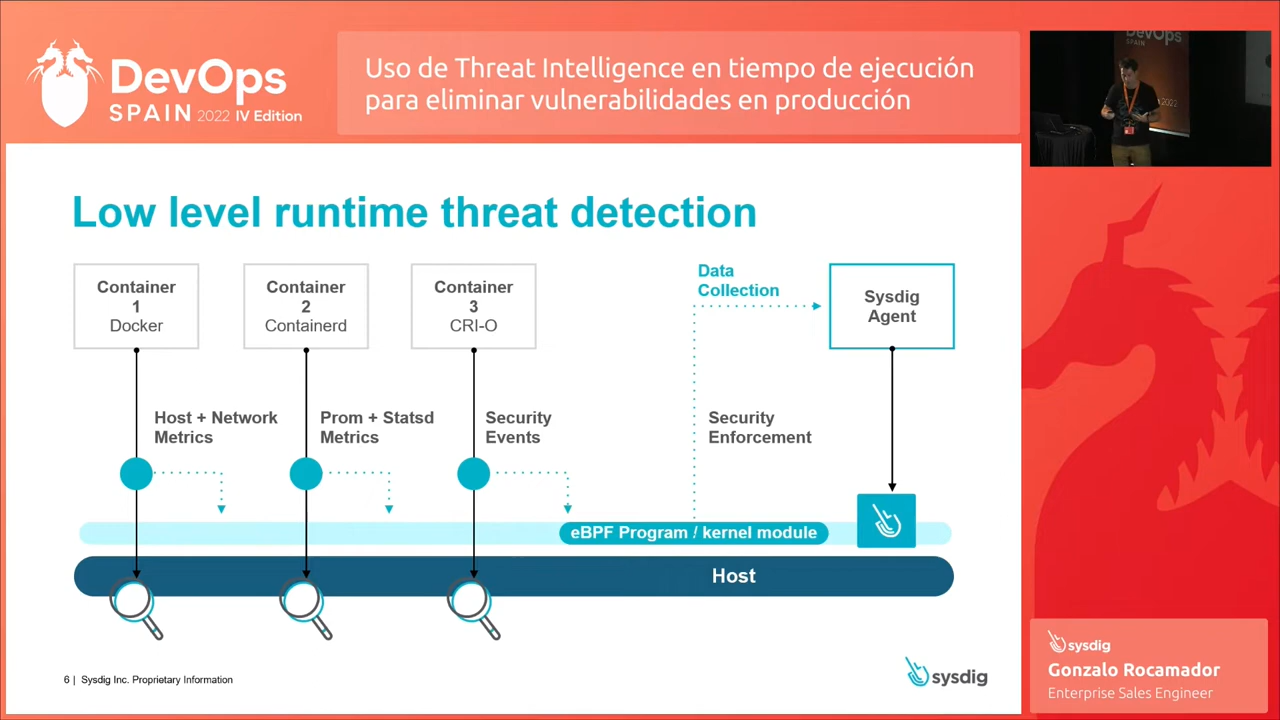 DevOps
SPAIN 2022 IV Edition
Uso de Threat Intelligence en tiempo de ejecución
para eliminar vulnerabilidades en producción
DevOps
SPAIN
2022
Low level runtime threat detection
Container
1
Docker
Container
2
Containerd
Container
3
CRI-O
Data
Collection
Sysdig
Agent
Host + Network
Metrics
Prom + Statsd
Metrics
Security
Events
Security
Enforcement
eBPF Program / kernel module
Host
6 | Sysdig Inc. Proprietary Information
sysdig
sysdig
Gonzalo Rocamador
Enterprise Sales Engineer